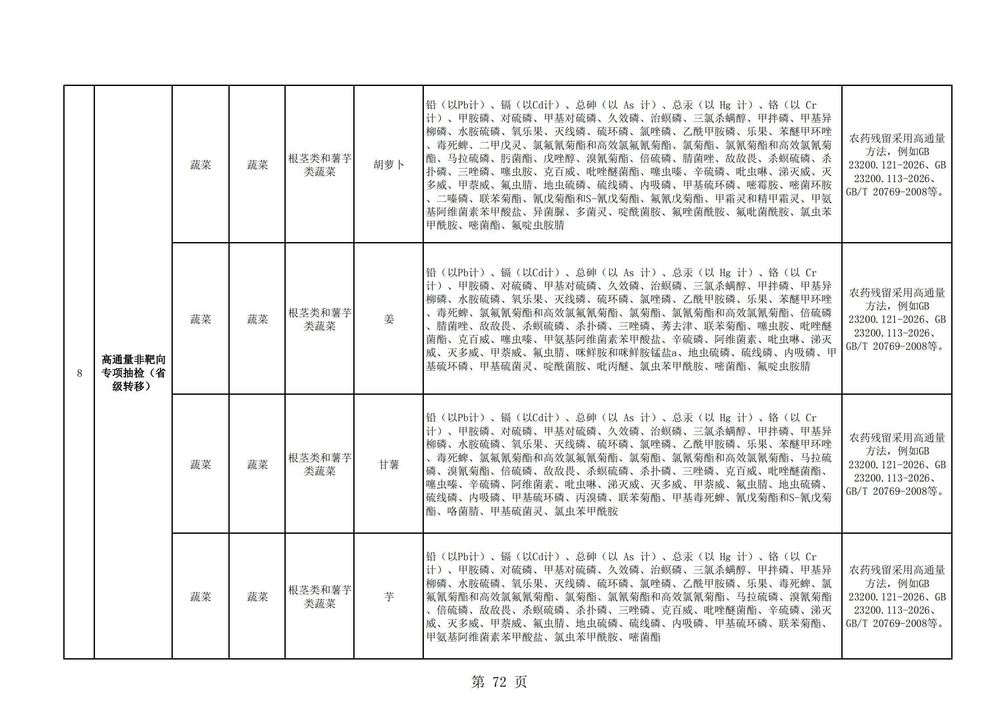 8
高通量非靶向
专项抽检（省
级转移）
蔬菜
蔬菜
根茎类和薯芋
类蔬菜
胡萝卜
铅（以Pb计）、镉（以Cd计）、总砷（以 As 计）、总汞（以 Hg 计）、铬（以 Cr
计）、甲胺磷、对硫磷、甲基对硫磷、久效磷、治螟磷、三氯杀螨醇、甲拌磷、甲基异
柳磷、水胺硫磷、氧乐果、灭线磷、硫环磷、氯唑磷、乙酰甲胺磷、乐果、苯醚甲环唑
、毒死蜱、二甲戊灵、氯氟氰菊酯和高效氯氟氰菊酯、氯菊酯、氯氰菊酯和高效氯氰菊
酯、马拉硫磷、肟菌酯、戊唑醇、溴氰菊酯、倍硫磷、腈菌唑、敌敌畏、杀螟硫磷、杀
扑磷、三唑磷、噻虫胺、克百威、吡唑醚菌酯、噻虫嗪、辛硫磷、吡虫啉、涕灭威、灭
多威、甲萘威、氟虫腈、地虫硫磷、硫线磷、内吸磷、甲基硫环磷、嘧霉胺、嘧菌环胺
、二嗪磷、联苯菊酯、氰戊菊酯和S-氰戊菊酯、氟氰戊菊酯、甲霜灵和精甲霜灵、甲氨
基阿维菌素苯甲酸盐、异菌脲、多菌灵、啶酰菌胺、氟唑菌酰胺、氟吡菌酰胺、氯虫苯
甲酰胺、嘧菌酯、氟啶虫胺腈
农药残留采用高通量
方法，例如GB
23200.121-2026、GB
23200.113-2026、
GB/T 20769-2008等。
蔬菜
蔬菜
根茎类和薯芋
类蔬菜
姜
铅（以Pb计）、镉（以Cd计）、总砷（以 As 计）、总汞（以 Hg 计）、铬（以 Cr
计）、甲胺磷、对硫磷、甲基对硫磷、久效磷、治螟磷、三氯杀螨醇、甲拌磷、甲基异
柳磷、水胺硫磷、氧乐果、灭线磷、硫环磷、氯唑磷、乙酰甲胺磷、乐果、苯醚甲环唑
、毒死蜱、氯氟氰菊酯和高效氯氟氰菊酯、氯菊酯、氯氰菊酯和高效氯氰菊酯、倍硫磷
、腈菌唑、敌敌畏、杀螟硫磷、杀扑磷、三唑磷、莠去津、联苯菊酯、噻虫胺、吡唑醚
菌酯、克百威、噻虫嗪、甲氨基阿维菌素苯甲酸盐、辛硫磷、阿维菌素、吡虫啉、涕灭
威、灭多威、甲萘威、氟虫腈、咪鲜胺和咪鲜胺锰盐a、地虫硫磷、硫线磷、内吸磷、甲
基硫环磷、甲基硫菌灵、啶酰菌胺、吡丙醚、氯虫苯甲酰胺、嘧菌酯、氟啶虫胺腈
农药残留采用高通量
方法，例如GB
23200.121-2026、GB
23200.113-2026、
GB/T 20769-2008等。
蔬菜
蔬菜
根茎类和薯芋
类蔬菜
甘薯
铅（以Pb计）、镉（以Cd计）、总砷（以 As 计）、总汞（以 Hg 计）、铬（以 Cr
计）、甲胺磷、对硫磷、甲基对硫磷、久效磷、治螟磷、三氯杀螨醇、甲拌磷、甲基异
柳磷、水胺硫磷、氧乐果、灭线磷、硫环磷、氯唑磷、乙酰甲胺磷、乐果、苯醚甲环唑
、毒死蜱、氯氟氰菊酯和高效氯氟氰菊酯、氯菊酯、氯氰菊酯和高效氯氰菊酯、马拉硫
磷、溴氰菊酯、倍硫磷、敌敌畏、杀螟硫磷、杀扑磷、三唑磷、克百威、吡唑醚菌酯、
噻虫嗪、辛硫磷、阿维菌素、吡虫啉、涕灭威、灭多威、甲萘威、氟虫腈、地虫硫磷、
硫线磷、内吸磷、甲基硫环磷、丙溴磷、联苯菊酯、甲基毒死蜱、氰戊菊酯和S-氰戊菊
酯、咯菌腈、甲基硫菌灵、氯虫苯甲酰胺
农药残留采用高通量
方法，例如GB
23200.121-2026、GB
23200.113-2026、
GB/T 20769-2008等。
蔬菜
蔬菜
根茎类和薯芋
类蔬菜
芋
铅（以Pb计）、镉（以Cd计）、总砷（以 As 计）、总汞（以 Hg 计）、铬（以 Cr
计）、甲胺磷、对硫磷、甲基对硫磷、久效磷、治螟磷、三氯杀螨醇、甲拌磷、甲基异
柳磷、水胺硫磷、氧乐果、灭线磷、硫环磷、氯唑磷、乙酰甲胺磷、乐果、毒死蜱、氯
氟氰菊酯和高效氯氟氰菊酯、氯菊酯、氯氰菊酯和高效氯氰菊酯、马拉硫磷、溴氰菊酯
、倍硫磷、敌敌畏、杀螟硫磷、杀扑磷、三唑磷、克百威、吡唑醚菌酯、辛硫磷、涕灭
威、灭多威、甲萘威、氟虫腈、地虫硫磷、硫线磷、内吸磷、甲基硫环磷、联苯菊酯、
甲氨基阿维菌素苯甲酸盐、氯虫苯甲酰胺、嘧菌酯
农药残留采用高通量
方法，例如GB
23200.121-2026、GB
23200.113-2026、
GB/T 20769-2008等。
第 72 页